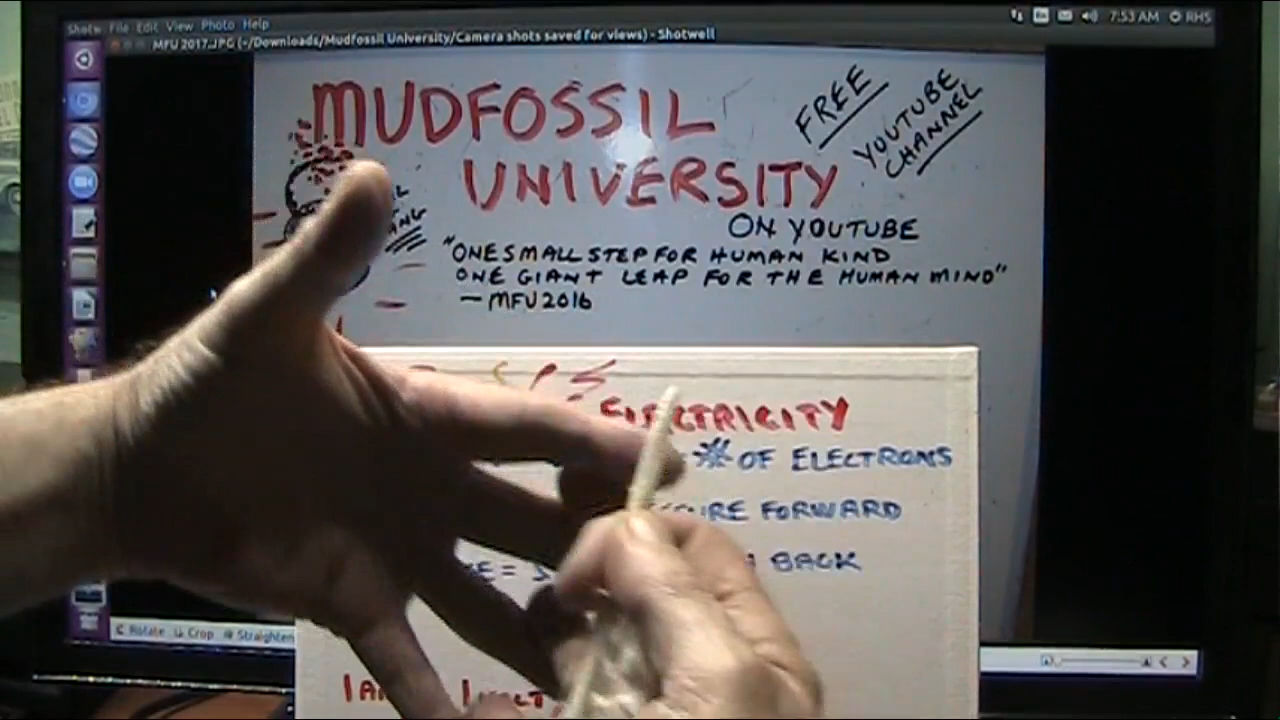 Shotw File Edit View Photo Help
7:53 AM RHS
MFU 2017.JPG (~/Downloads/Mudfossil University/Camera shots saved for views) - Shotwell
MUDFOSSIL
UNIVERSITY
FREE
YOUTUBE
CHANNEL
ON YOUTUBE
"ONE SMALL STEP FOR HUMAN KIND
ONE GIANT LEAP FOR THE HUMAN MIND"
- MFU 2016
ELECTRICITY
# OF ELECTRONS
FORWARD
BACK
Rotate Crop Straighten